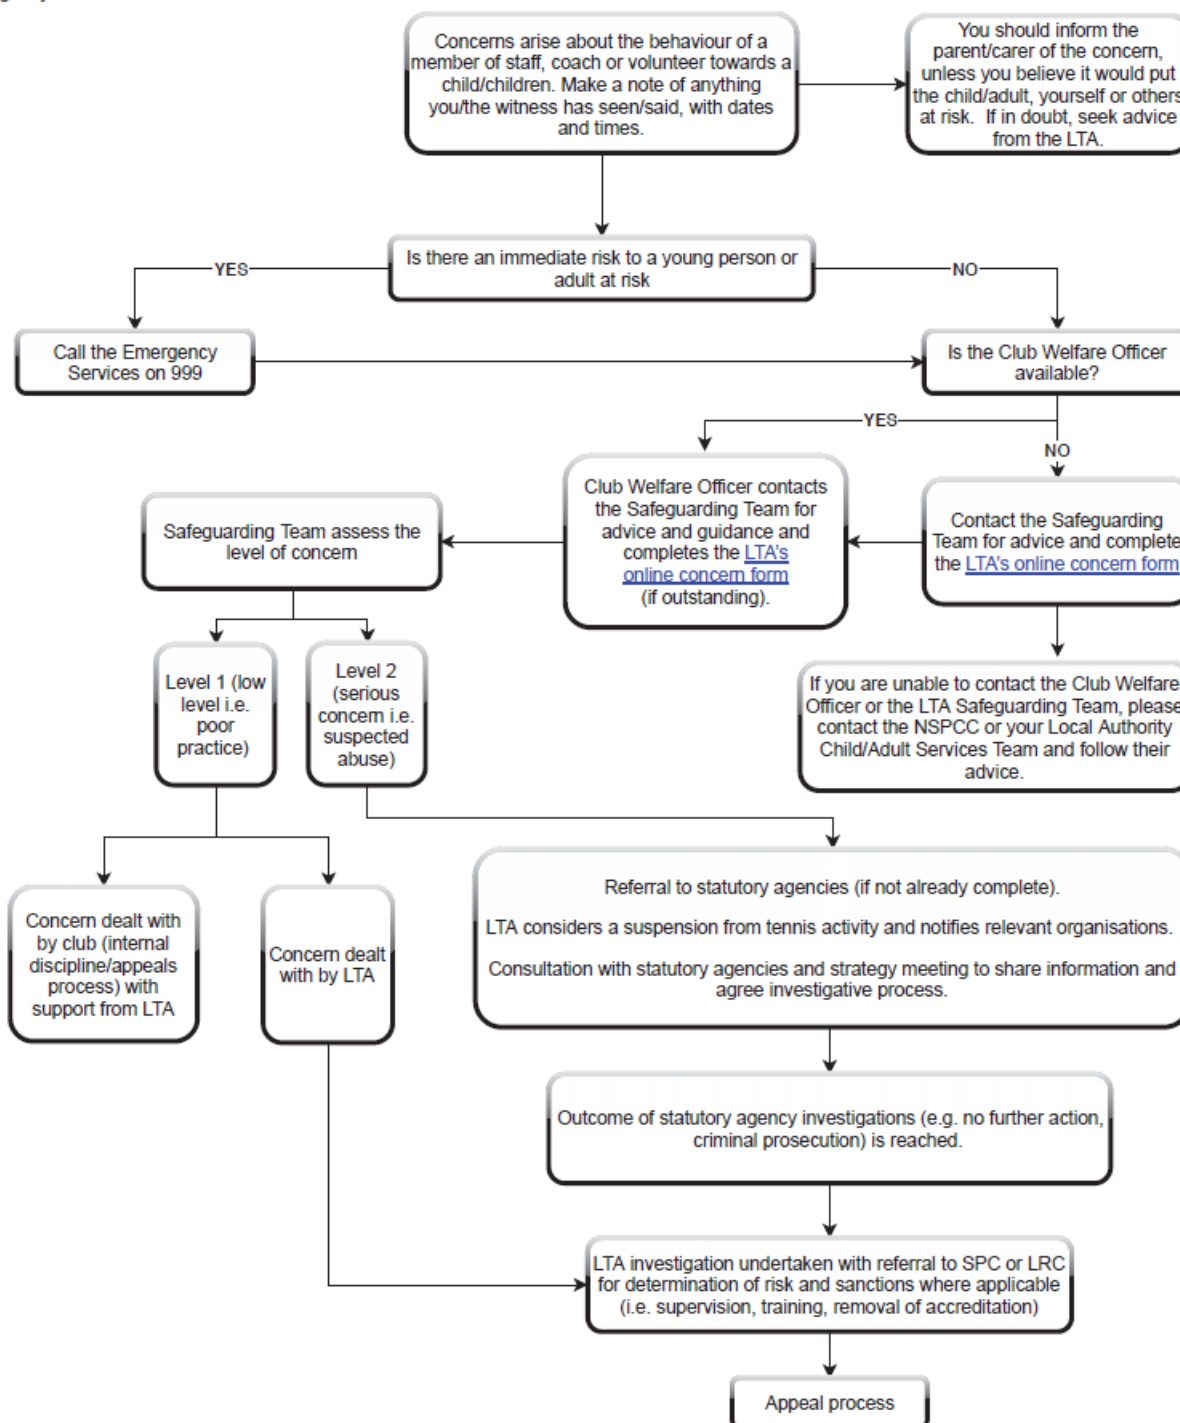 Concerns arise about the behaviour of a
member of staff, coach or volunteer towards a
child/children. Make a note of anything
you/the witness has seen/said, with dates
and times.
You should inform the
parent/carer of the concern,
unless you believe it would put
the child/adult, yourself or others
at risk. If in doubt, seek advice
from the LTA.
Is there an immediate risk to a young person or
adult at risk
YES
NO
Call the Emergency
Services on 999
Is the Club Welfare Officer
available?
YES
NO
Club Welfare Officer contacts
the Safeguarding Team for
advice and guidance and
completes the LTA's
online concern form
(if outstanding).
Contact the Safeguarding
Team for advice and complete
the LTA's online concern form
Safeguarding Team assess the
level of concern
Level 1 (low
level i.e.
poor
practice)
Level 2
(serious
concern i.e.
suspected
abuse)
If you are unable to contact the Club Welfare
Officer or the LTA Safeguarding Team, please
contact the NSPCC or your Local Authority
Child/Adult Services Team and follow their
advice.
Concern dealt with
by club (internal
discipline/appeals
process) with
support from LTA
Concern dealt
with by LTA
Referral to statutory agencies (if not already complete).
LTA considers a suspension from tennis activity and notifies relevant organisations.
Consultation with statutory agencies and strategy meeting to share information and
agree investigative process.
Outcome of statutory agency investigations (e.g. no further action,
criminal prosecution) is reached.
LTA investigation undertaken with referral to SPC or LRC
for determination of risk and sanctions where applicable
(i.e. supervision, training, removal of accreditation)
Appeal process